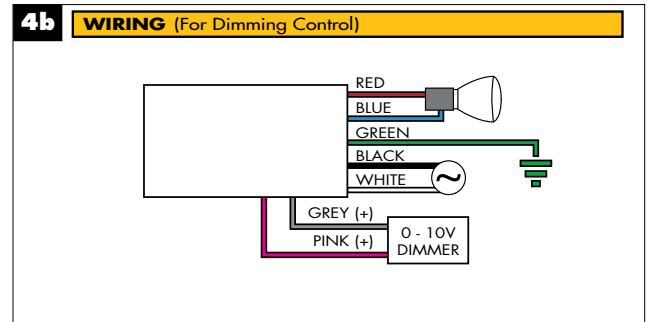 4b WIRING (For Dimming Control)
RED
BLUE
GREEN
BLACK
WHITE
GREY (+)
PINK (+)
0 - 10V
DIMMER